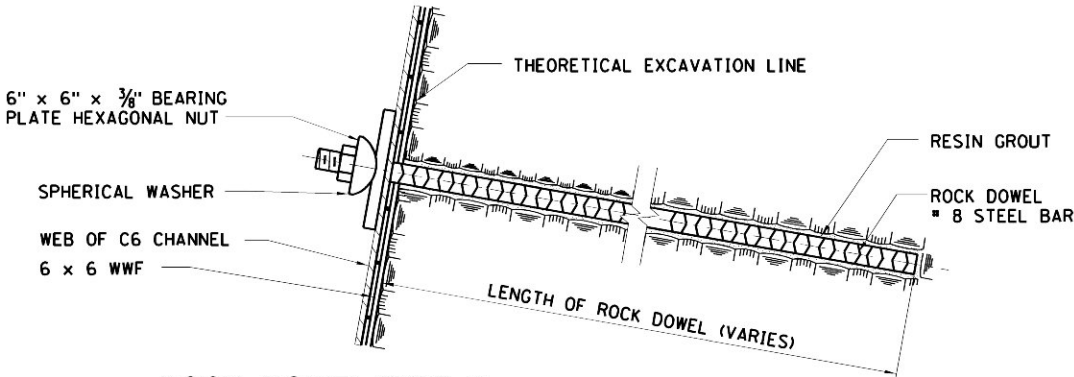 THEORETICAL EXCAVATION LINE
6" x 6" x ⅜" BEARING
PLATE HEXAGONAL NUT
RESIN GROUT
SPHERICAL WASHER
ROCK DOWEL
# 8 STEEL BAR
WEB OF C6 CHANNEL
6 x 6 WWF
LENGTH OF ROCK DOWEL (VARIES)